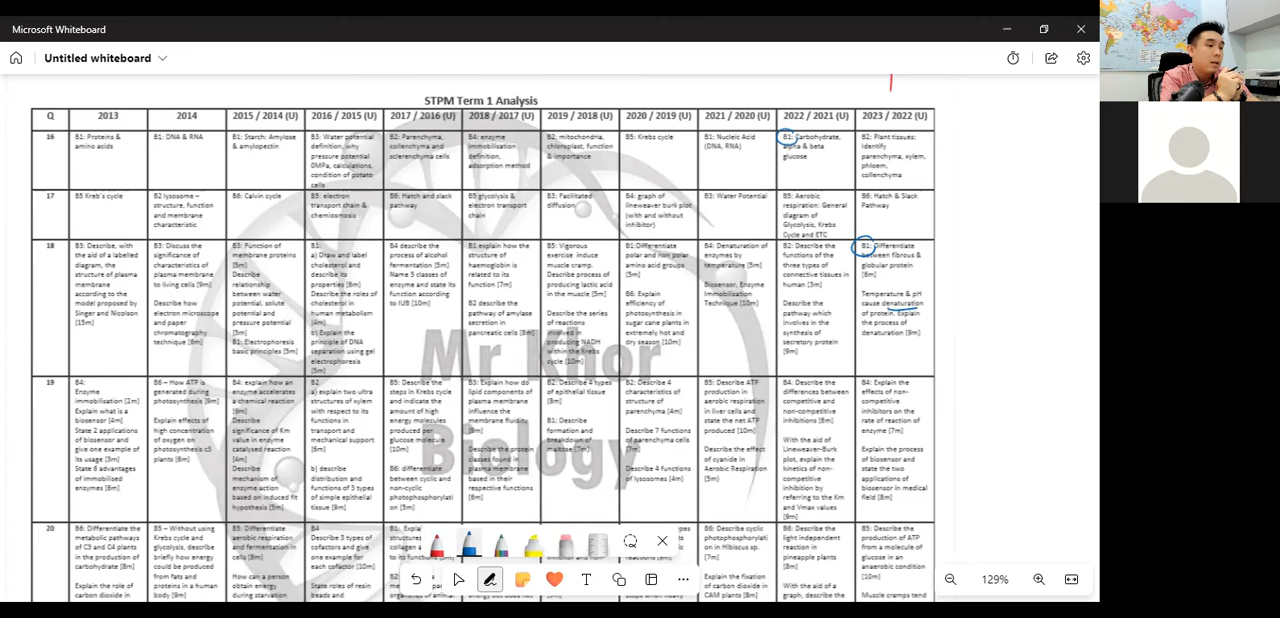 Microsoft Whiteboard
Untitled whiteboard
STPM Term 1 Analysis
Q 2013 2014 2015 / 2014 (U) 2016 / 2015 (U) 2017 / 2016 (U) 2018 / 2017 (U) 2019 / 2018 (U) 2020 / 2019 (U) 2021 / 2020 (U) 2022 / 2021 (U) 2023 / 2022 (U)
16
B1: Proteins &
amino acids
B1: DNA & RNA
B1: Starch: Amylose
& amylopectin
B3: Water potential
definition, why
pressure potential
0MPa, calculations,
condition of potato
cells
B2: Parenchyma,
collenchyma and
sclerenchyma cells
B4: enzyme
immobilisation
definition,
adsorption method
B2: mitochondria,
chloroplast, function
& importance
B5: Krebs cycle
B1: Nucleic Acid
(DNA, RNA)
B1: Carbohydrate,
alpha & beta
glucose
B2: Plant tissues:
Identify
parenchyma, xylem,
phloem,
collenchyma
17
B5 Kreb's cycle
B2 lysosome –
structure, function
and membrane
characteristic
B6: Calvin cycle
B5: electron
transport chain &
chemiosmosis
B6: Hatch and slack
pathway
B5 glycolysis &
electron transport
chain
B3: Facilitated
diffusion
B4: graph of
lineweaver burk plot
(with and without
inhibitor)
B3: Water Potential
B5: Aerobic
respiration: General
diagram of
Glycolysis, Krebs
Cycle and ETC
B6: Hatch & Slack
Pathway
18
B3: Describe, with
the aid of a labelled
diagram, the
structure of plasma
membrane
according to the
model proposed by
Singer and Nicolson
[15m]
B3: Discuss the
significance of
characteristics of
plasma membrane
to living cells [9m]
Describe how
electron microscope
and paper
chromatography
technique [6m]
B3: Function of
membrane proteins
[5m]
Describe
relationship
between water
potential, solute
potential and
pressure potential
[5m]
B1: Electrophoresis
basic principles [5m]
B1:
a) Draw and label
cholesterol and
describe its
properties [6m]
Describe the roles of
cholesterol in
human metabolism
[4m]
b) Explain the
principle of DNA
separation using gel
electrophoresis
[5m]
B4 describe the
process of alcohol
fermentation [5m]
Name 5 classes of
enzyme and state its
function according
to IUB [10m]
B1 explain how the
structure of
haemoglobin is
related to its
function [7m]
B2 describe the
pathway of amylase
secretion in
pancreatic cells [8m]
B5: Vigorous
exercise induce
muscle cramp.
Describe process of
producing lactic acid
in the muscle [5m]
Describe the series
of reactions
involved in
producing NADH
within the Krebs
cycle [10m]
B1:Differentiate
polar and non polar
amino acid groups
[5m]
B6: Explain
efficiency of
photosynthesis in
sugar cane plants in
extremely hot and
dry season [10m]
B4: Denaturation of
enzymes by
temperature [5m]
Biosensor, Enzyme
Immobilisation
Technique [10m]
B2: Describe the
functions of the
three types of
connective tissues in
human [3m]
Describe the
pathway which
involves in the
synthesis of
secretory protein
[9m]
B1: Differentiate
between fibrous &
globular protein
[6m]
Temperature & pH
cause denaturation
of protein. Explain
the process of
denaturation [9m]
19
B4:
Enzyme
immobilisation [2m]
Explain what is a
biosensor [4m]
State 2 applications
of biosensor and
give one example of
its usage [3m]
State 6 advantages
of immobilised
enzymes [6m]
B6 – How ATP is
generated during
photosynthesis [9m]
Explain effects of
high concentration
of oxygen on
photosynthesis c3
plants [6m]
B4: explain how an
enzyme accelerates
a chemical reaction
[6m]
Describe
significance of Km
value in enzyme
catalysed reaction
[4m]
Describe
mechanism of
enzyme action
based on induced fit
hypothesis [5m]
B2
a) explain two ultra
structures of xylem
with respect to its
functions in
transport and
mechanical support
[6m]
b) describe
distribution and
functions of 3 types
of simple epithelial
tissue [9m]
B5: Describe the
steps in Krebs cycle
and indicate the
amount of high
energy molecules
produced per
glucose molecule
[10m]
B6: differentiate
between cyclic and
non-cyclic
photophosphorylati
on [5m]
B3: Explain how do
lipid components of
plasma membrane
influence the
membrane fluidity.
Describe the protein
classes found in
plasma membrane
based in their
respective functions
[6m]
B2: Describe 4 types
of epithelial tissue
[8m]
B1: Describe
formation and
breakdown of
maltose [7m]
B2: Describe 4
characteristics of
structure of
parenchyma [4m]
Describe 7 functions
of parenchyma cells
[7m]
Describe 4 functions
of lysosomes [4m]
B5: Describe ATP
production in
aerobic respiration
in liver cells and
state the net ATP
produced [10m]
Describe the effect
of cyanide in
Aerobic Respiration
[5m]
B4: Describe the
differences between
competitive and
non-competitive
inhibitions [6m]
With the aid of
Lineweaver-Burk
plot, explain the
kinetics of non-
competitive
inhibition by
referring to the Km
and Vmax values
[9m]
B4: Explain the
effects of non-
competitive
inhibitors on the
rate of reaction of
enzyme [7m]
Explain the process
of biosensor and
state the two
applications of
biosensor in medical
field [8m]
20
B6: Differentiate the
metabolic pathways
of C3 and C4 plants
in the production of
carbohydrate [8m]
Explain the role of
carbon dioxide in
B5 – Without using
Krebs cycle and
glycolysis, describe
briefly how energy
could be produced
from fats and
proteins in a human
body [9m]
B5: Differentiate
aerobic respiration
and fermentation in
cells [8m]
How can a person
obtain energy
during starvation
B4
Describe 3 types of
cofactors and give
one example for
each cofactor [10m]
State roles of resin
beads and
B6: Describe cyclic
photophosphorylati
on in Hibiscus sp.
[7m]
Explain the fixation
of carbon dioxide in
CAM plants [8m]
B6: Describe the
light independent
reaction in
pineapple plants
[8m]
With the aid of a
graph, describe the
B5: Describe the
production of ATP
from a molecule of
glucose in an
anaerobic condition
[10m]
Muscle cramps tend
Mr Khor
Biology
129%